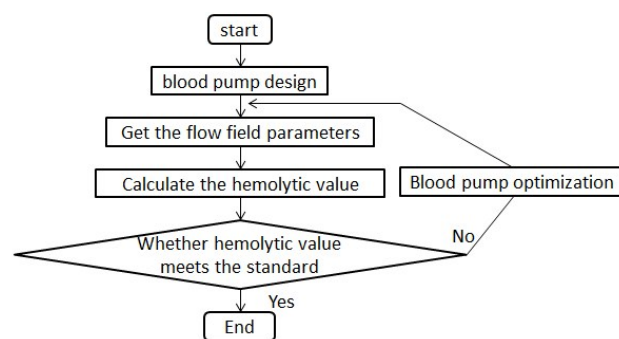 start
blood pump design
Get the flow field parameters
Calculate the hemolytic value
Blood pump optimization
Whether hemolytic value
meets the standard
No
Yes
End